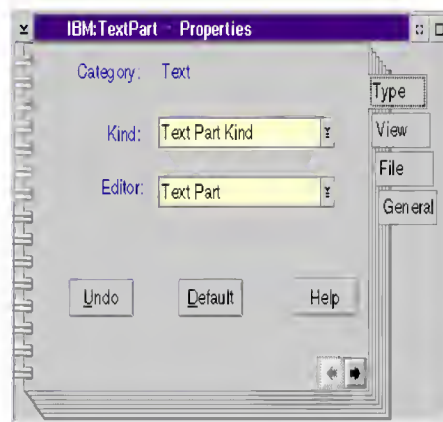 IBM:TextPart - Properties
Category: Text
Kind: Text Part Kind
Editor: Text Part
Undo Default Help
Type
View
File
General